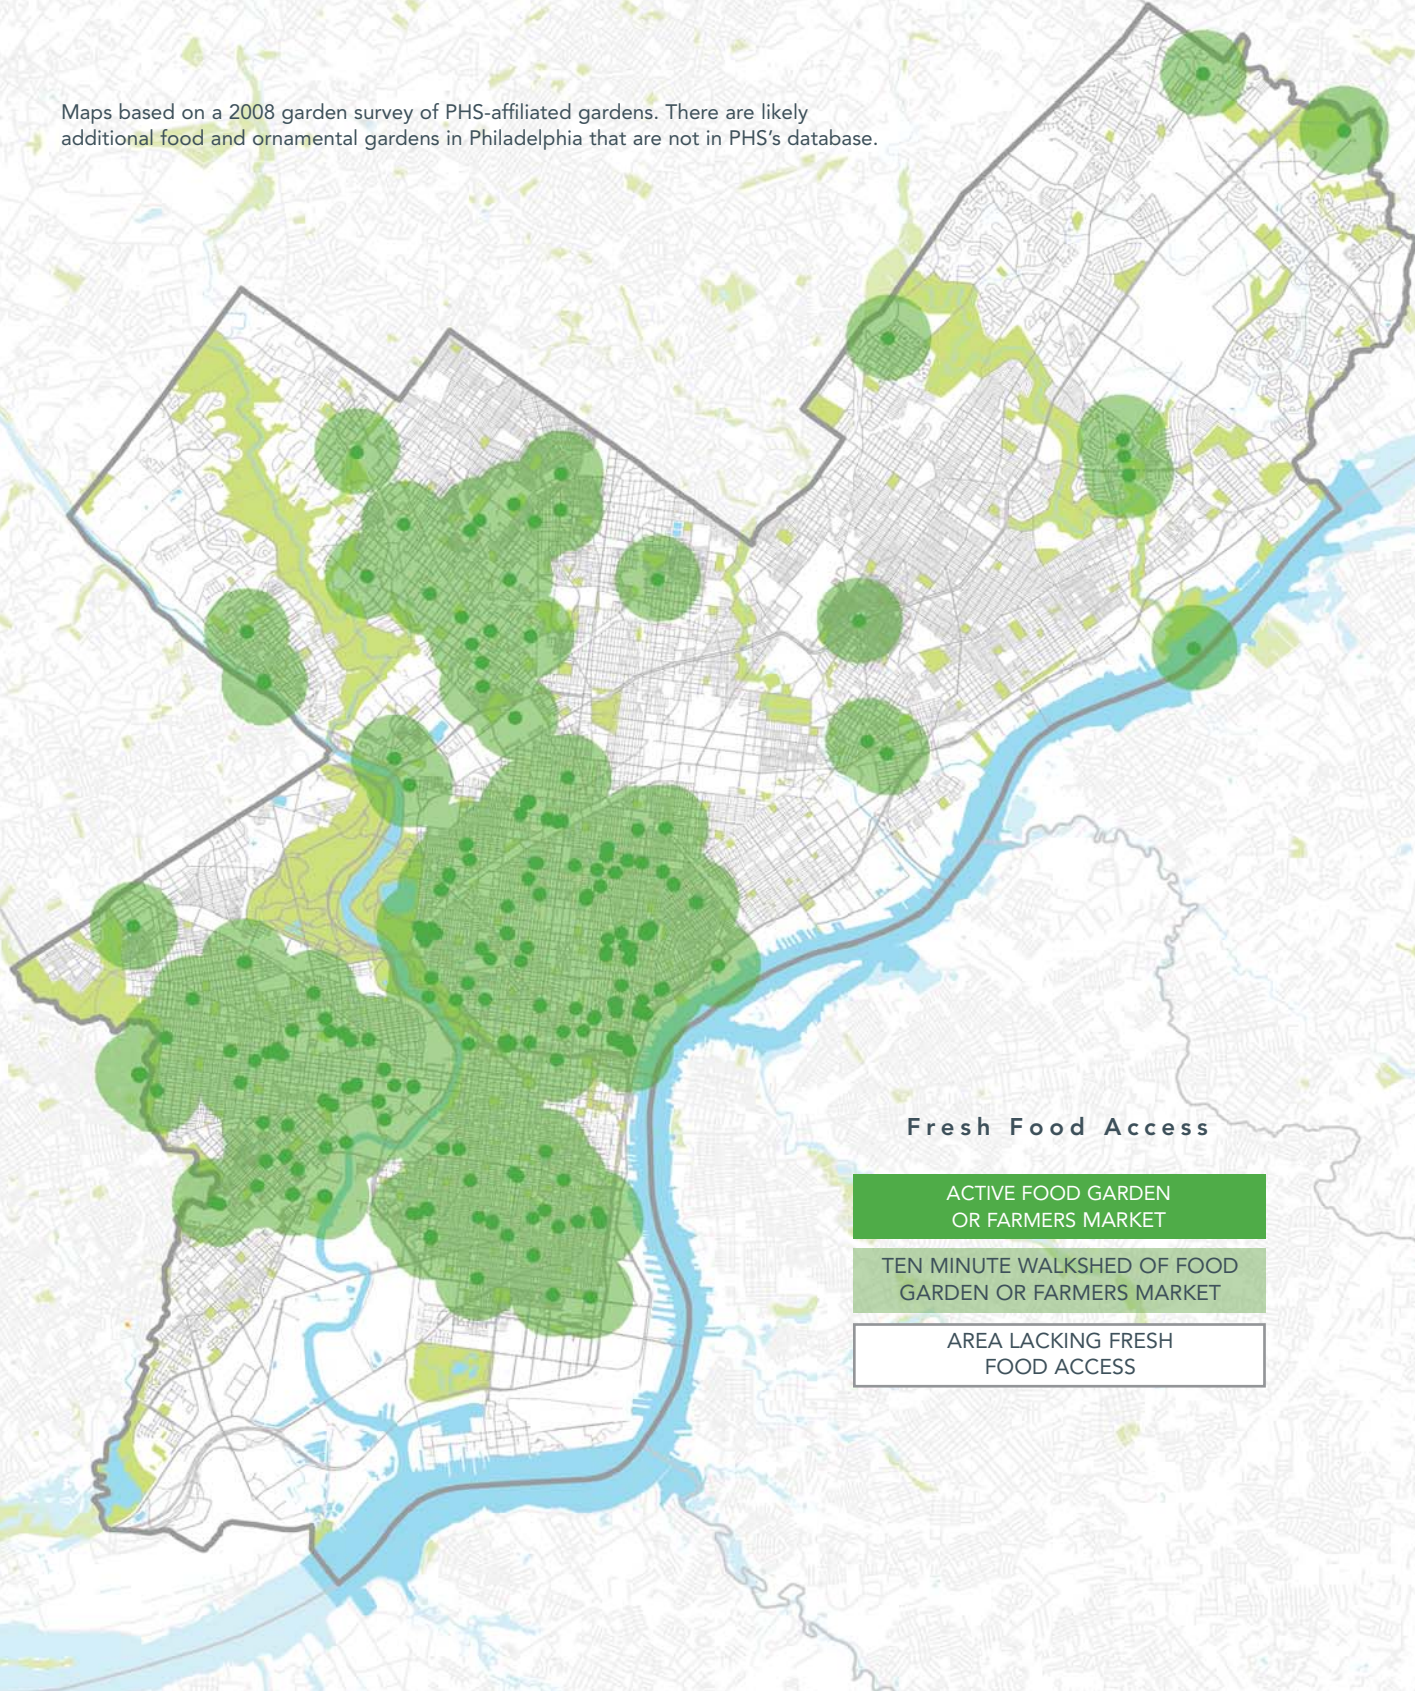 Maps based on a 2008 garden survey of PHS-affiliated gardens. There are likely
additional food and ornamental gardens in Philadelphia that are not in PHS's database.
Fresh Food Access
ACTIVE FOOD GARDEN
OR FARMERS MARKET
TEN MINUTE WALKSHED OF FOOD
GARDEN OR FARMERS MARKET
AREA LACKING FRESH
FOOD ACCESS